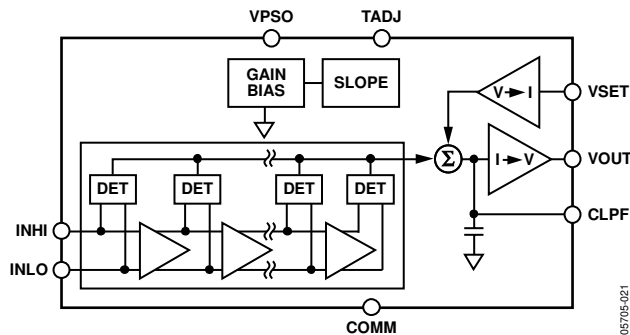 VPSO
TADJ
GAIN
BIAS
SLOPE
V I
VSET
Σ
I V
VOUT
DET
DET
DET
DET
CLPF
INHI
INLO
COMM
05705-021